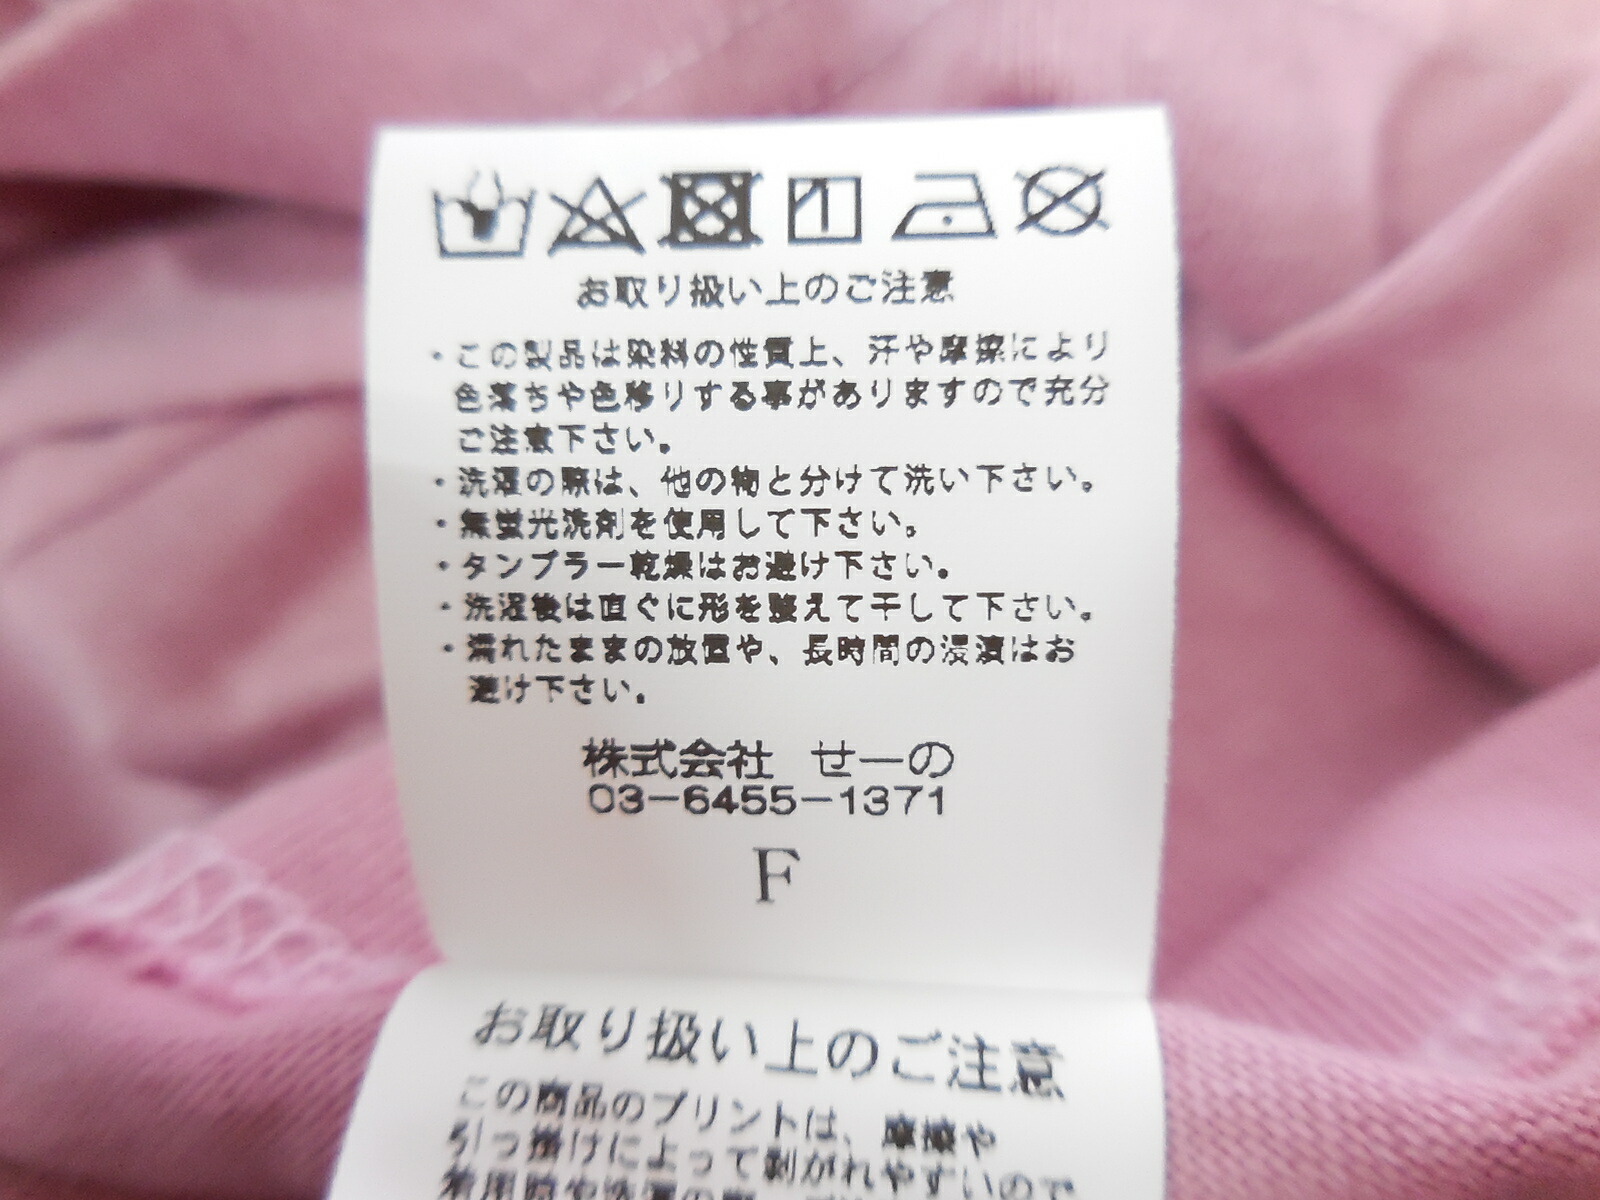 お取り扱い上のご注意
・この製品は染料の性質上、汗や摩擦により
色落ちや色移りする事がありますので充分
ご注意下さい。
・洗濯の際は、他の物と分けて洗い下さい。
・無蛍光洗剤を使用して下さい。
・タンブラー乾燥はお避け下さい。
・洗濯後は直ぐに形を整えて干して下さい。
・濡れたままの放置や、長時間の浸漬はお
避け下さい。
株式会社 せーの
03-6455-1371
F
お取り扱い上のご注意
この商品のプリントは、摩擦や
引っ掛けによって剥がれやすいので
着用時や洗濯の際、